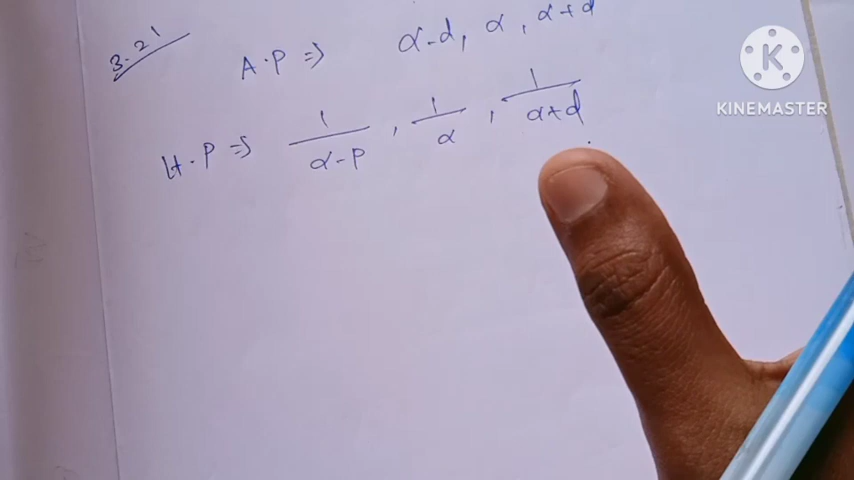 3.21
A.P ⇒ α-d, α, α+d
H.P ⇒ 1/(α-P), 1/α, 1/(α+d)
K
KINEMASTER